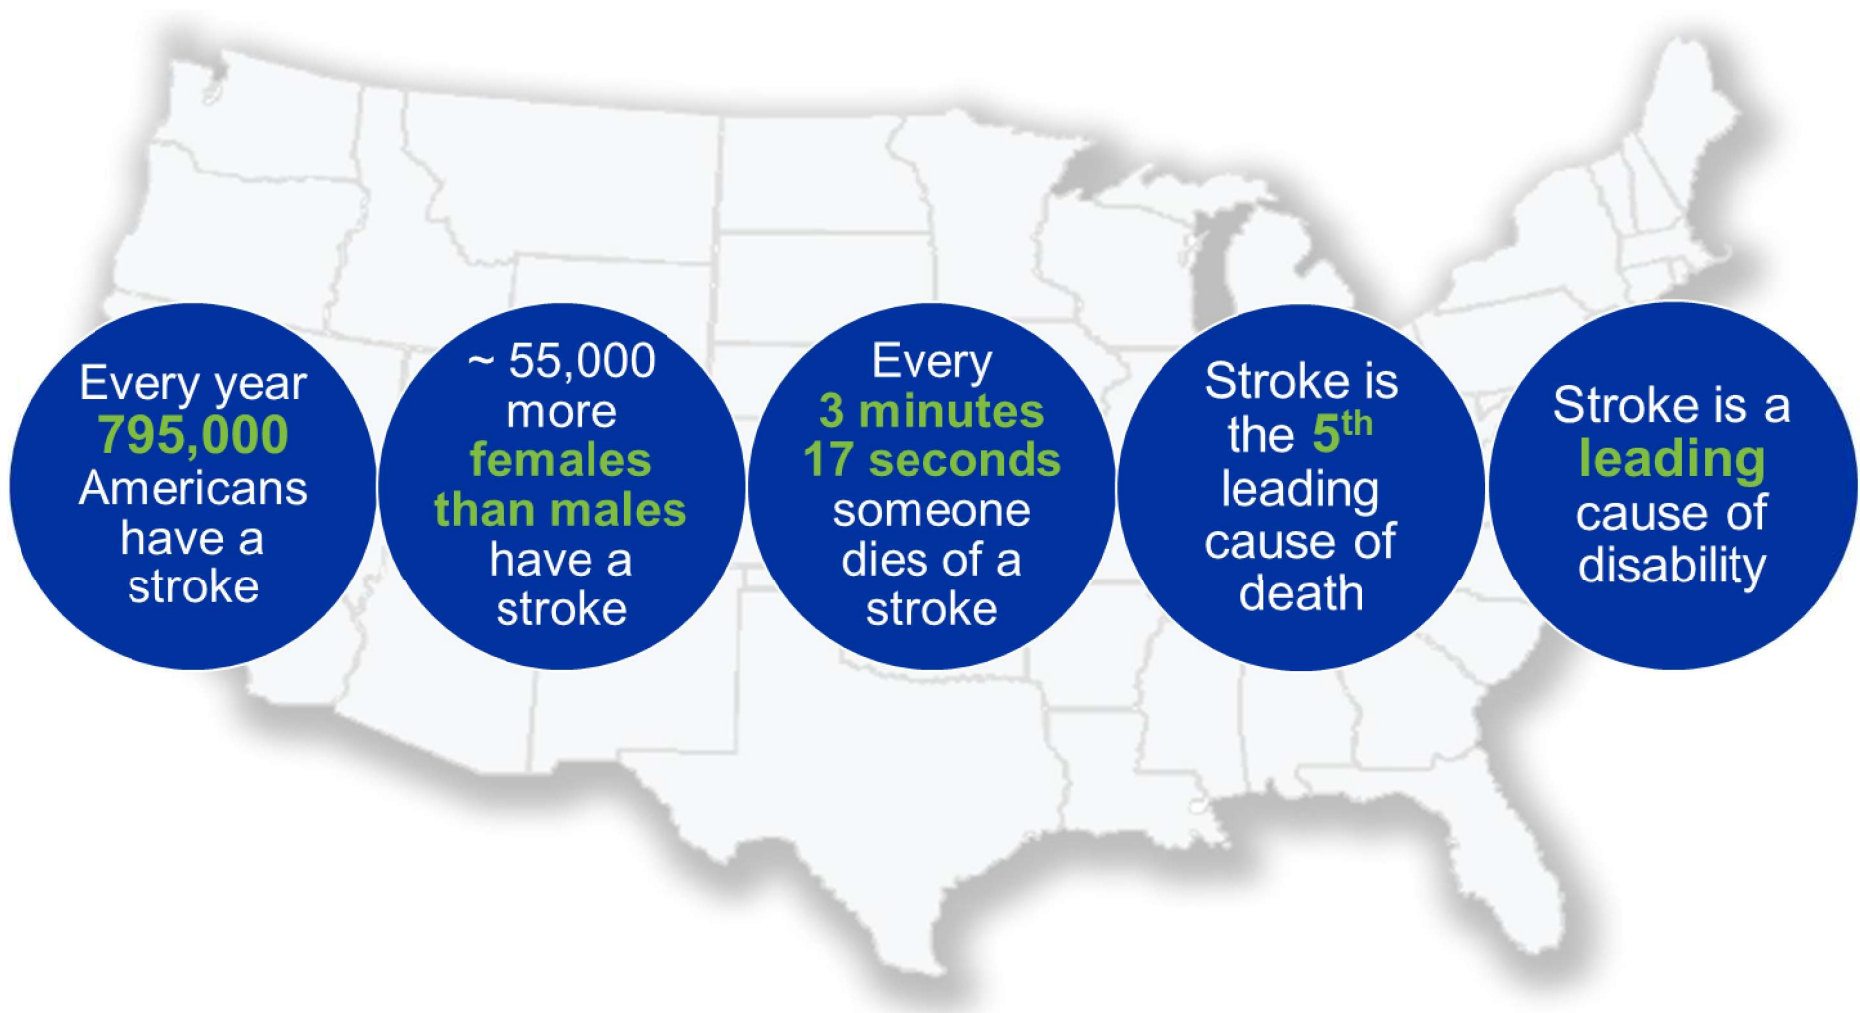 Every year
795,000
Americans
have a
stroke
~ 55,000
more
females
than males
have a
stroke
Every
3 minutes
17 seconds
someone
dies of a
stroke
Stroke is
the 5th
leading
cause of
death
Stroke is a
leading
cause of
disability